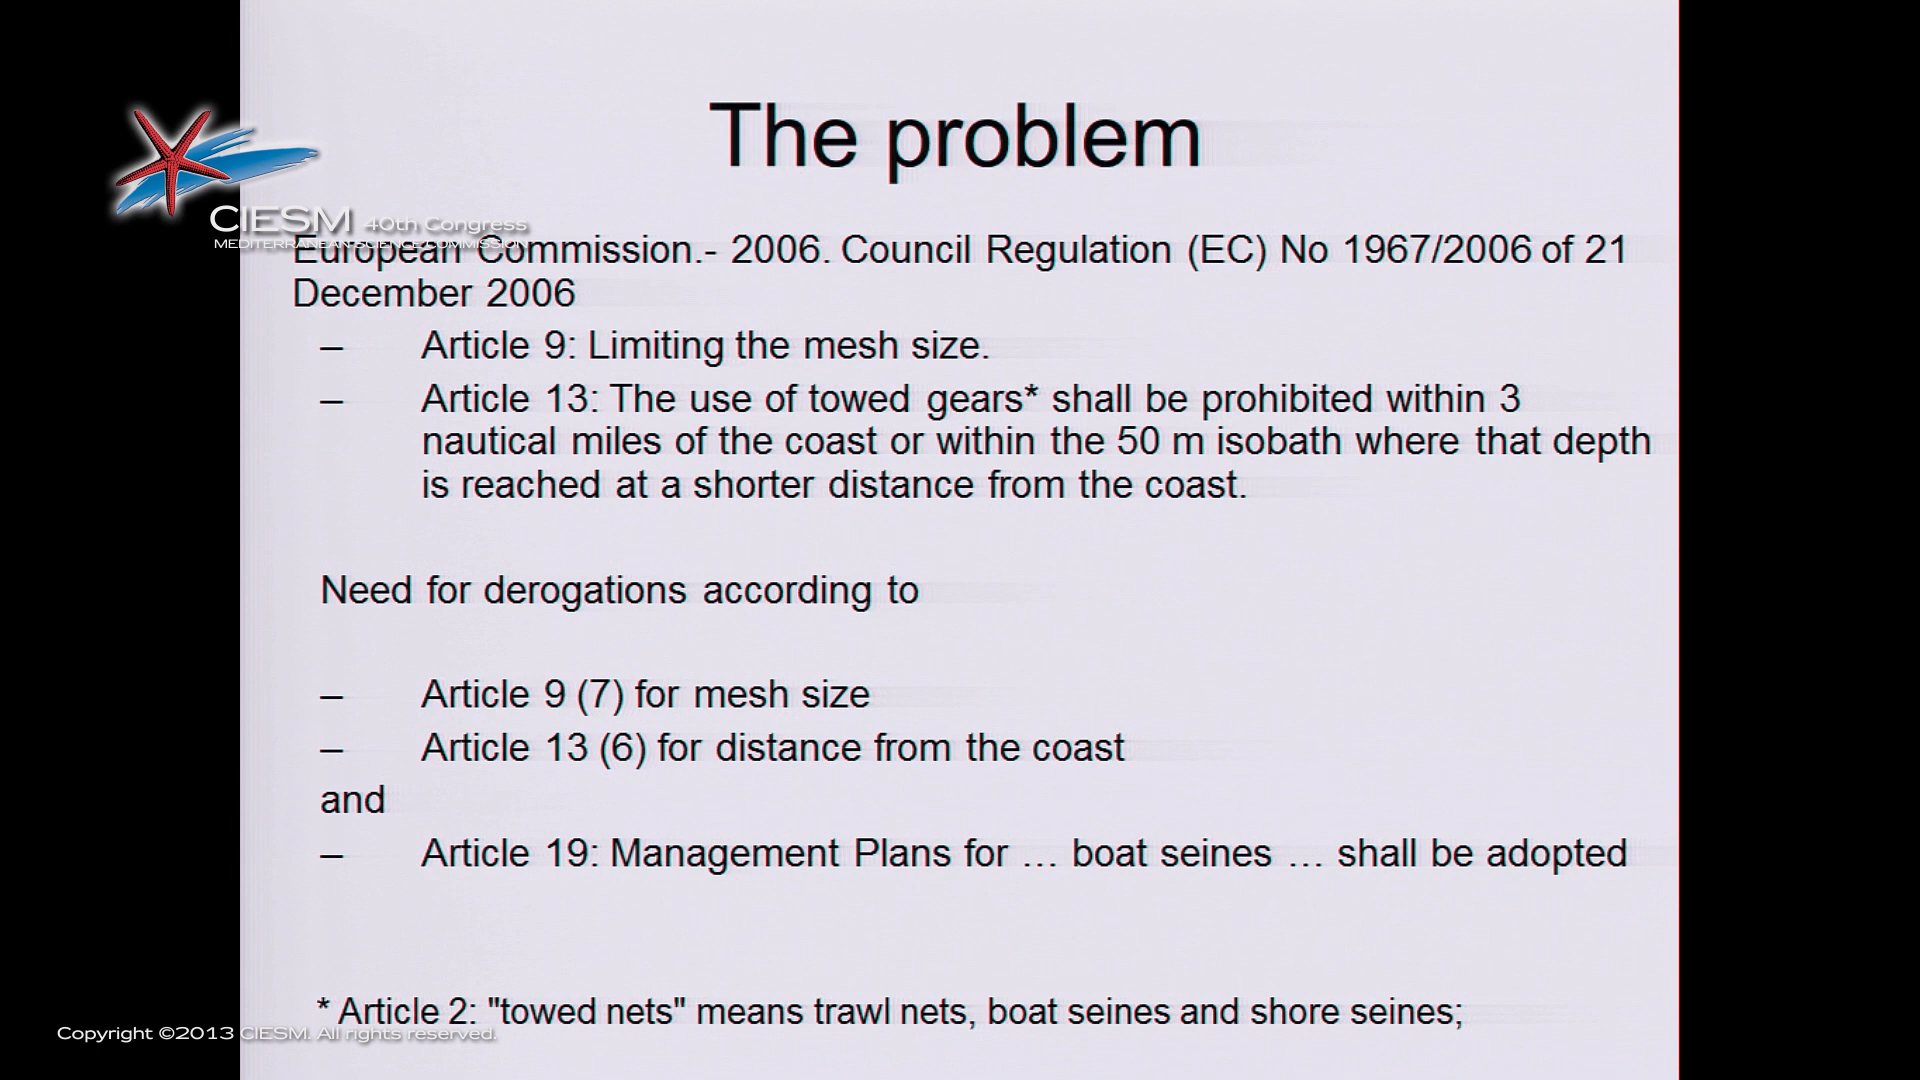 The problem
CIESM 40th Congress
MEDITERRANEAN SCIENCE COMMISSION
European Commission.- 2006. Council Regulation (EC) No 1967/2006 of 21
December 2006
– Article 9: Limiting the mesh size.
– Article 13: The use of towed gears* shall be prohibited within 3
nautical miles of the coast or within the 50 m isobath where that depth
is reached at a shorter distance from the coast.
Need for derogations according to
– Article 9 (7) for mesh size
– Article 13 (6) for distance from the coast
and
– Article 19: Management Plans for … boat seines … shall be adopted
* Article 2: "towed nets" means trawl nets, boat seines and shore seines;
Copyright ©2013 CIESM. All rights reserved.